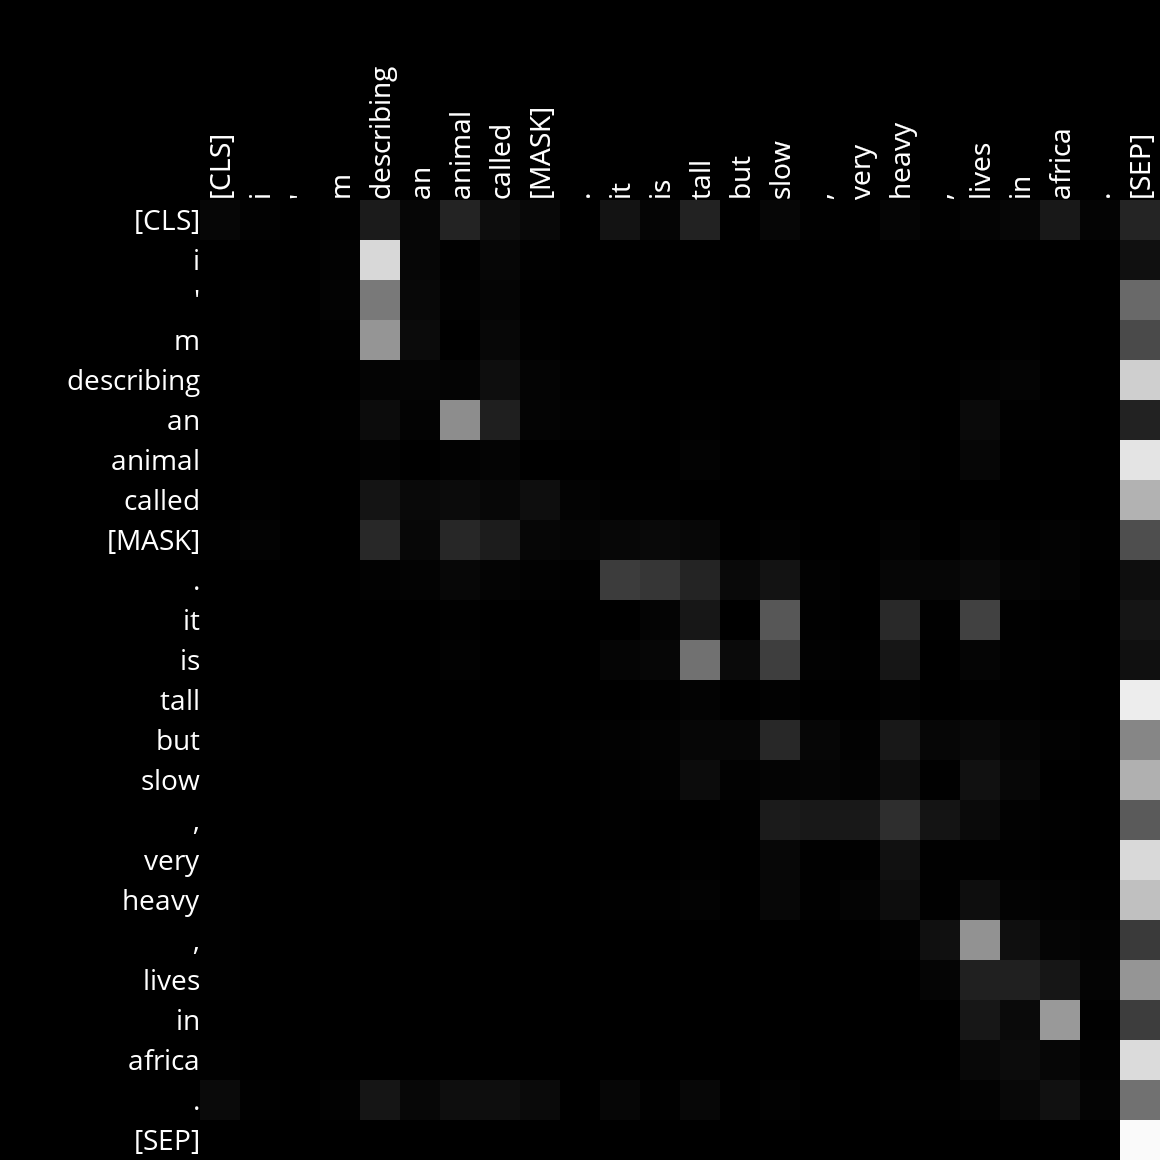 [CLS] i ' m describing an animal called [MASK] . it is tall but slow , very heavy , lives in africa . [SEP]
[CLS]
i
'
m
describing
an
animal
called
[MASK]
.
it
is
tall
but
slow
,
very
heavy
,
lives
in
africa
.
[SEP]